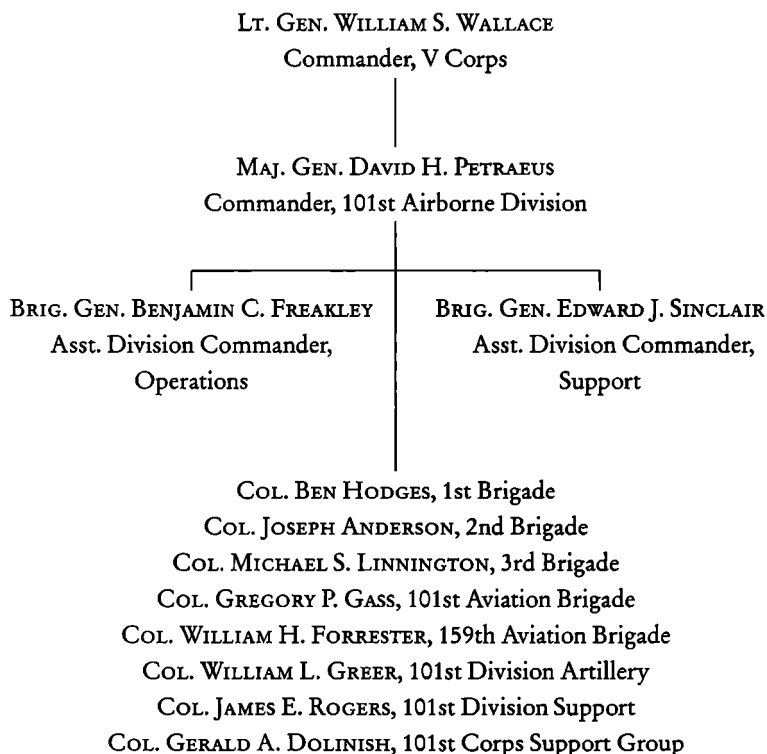 LT. GEN. WILLIAM S. WALLACE
Commander, V Corps
MAJ. GEN. DAVID H. PETRAEUS
Commander, 101st Airborne Division
BRIG. GEN. BENJAMIN C. FREAKLEY
Asst. Division Commander,
Operations
BRIG. GEN. EDWARD J. SINCLAIR
Asst. Division Commander,
Support
COL. BEN HODGES, 1st Brigade
COL. JOSEPH ANDERSON, 2nd Brigade
COL. MICHAEL S. LINNINGTON, 3rd Brigade
COL. GREGORY P. GASS, 101st Aviation Brigade
COL. WILLIAM H. FORRESTER, 159th Aviation Brigade
COL. WILLIAM L. GREER, 101st Division Artillery
COL. JAMES E. ROGERS, 101st Division Support
COL. GERALD A. DOLINISH, 101st Corps Support Group